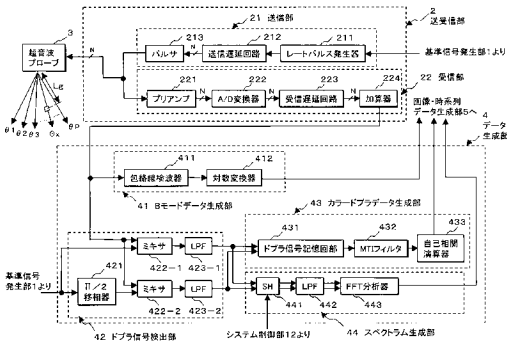 21 送信部
2
送受信部
3
213
212
211
超音波
プローブ
N
パルサ
N
送信遅延回路
レートパルス発生器
基準信号発生部1より
221
222
223
224
22 受信部
プリアンプ
N
A/D変換器
N
受信遅延回路
N
加算器
Lg
θ1 θ2 θ3 θx θP
画像・時系列
データ生成部5へ
4
データ
生成部
411
412
包絡線検波器
対数変換器
41 Bモードデータ生成部
43 カラードプラデータ生成部
431
432
433
ドプラ信号記憶回路
MTIフィルタ
自己相関
演算器
ミキサ
LPF
422-1
423-1
基準信号
発生部1より
421
Π/2
移相器
ミキサ
LPF
422-2
423-2
SH
LPF
FFT分析器
441
442
443
42 ドプラ信号検出部
システム制御部12より
44 スペクトラム生成部